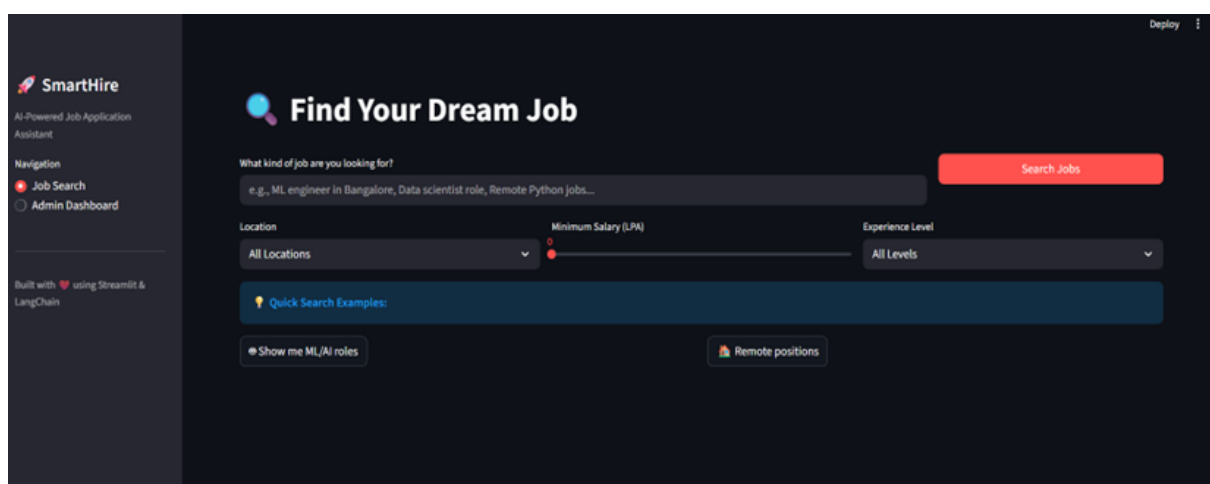 Deploy
SmartHire
AI-Powered Job Application
Assistant
Navigation
Job Search
Admin Dashboard
Built with ❤️ using Streamlit &
LangChain
Find Your Dream Job
What kind of job are you looking for?
e.g., ML engineer in Bangalore, Data scientist role, Remote Python jobs...
Search Jobs
Location
Minimum Salary (LPA)
Experience Level
All Locations
0
All Levels
Quick Search Examples:
Show me ML/AI roles
Remote positions